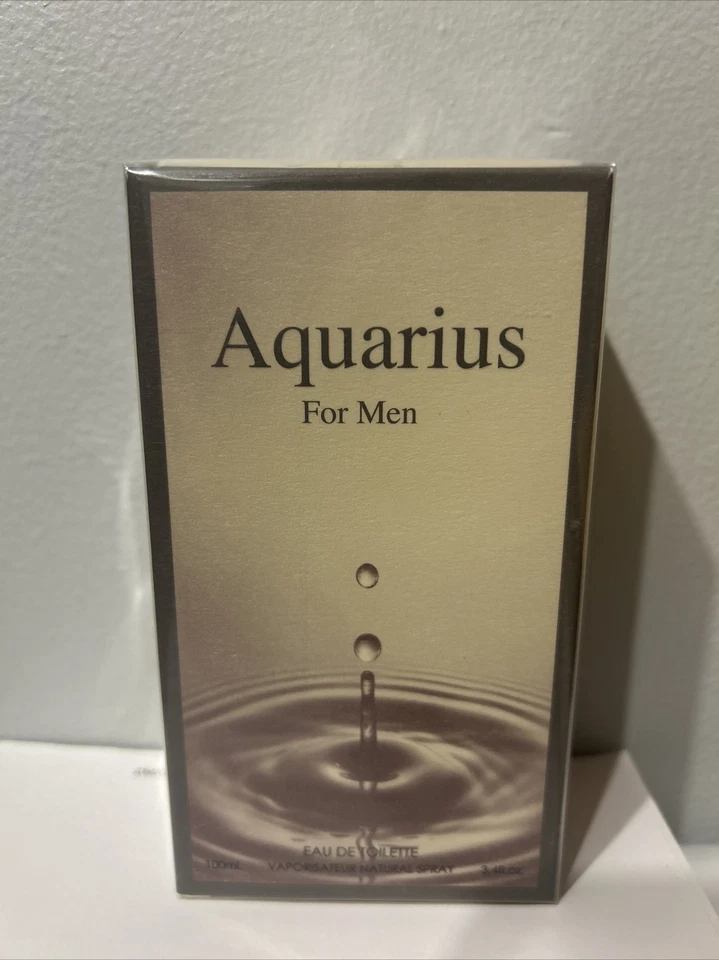 Aquarius
For Men
EAU DE TOILETTE
100mL VAPORISATEUR NATURAL SPRAY 3.4fl.oz